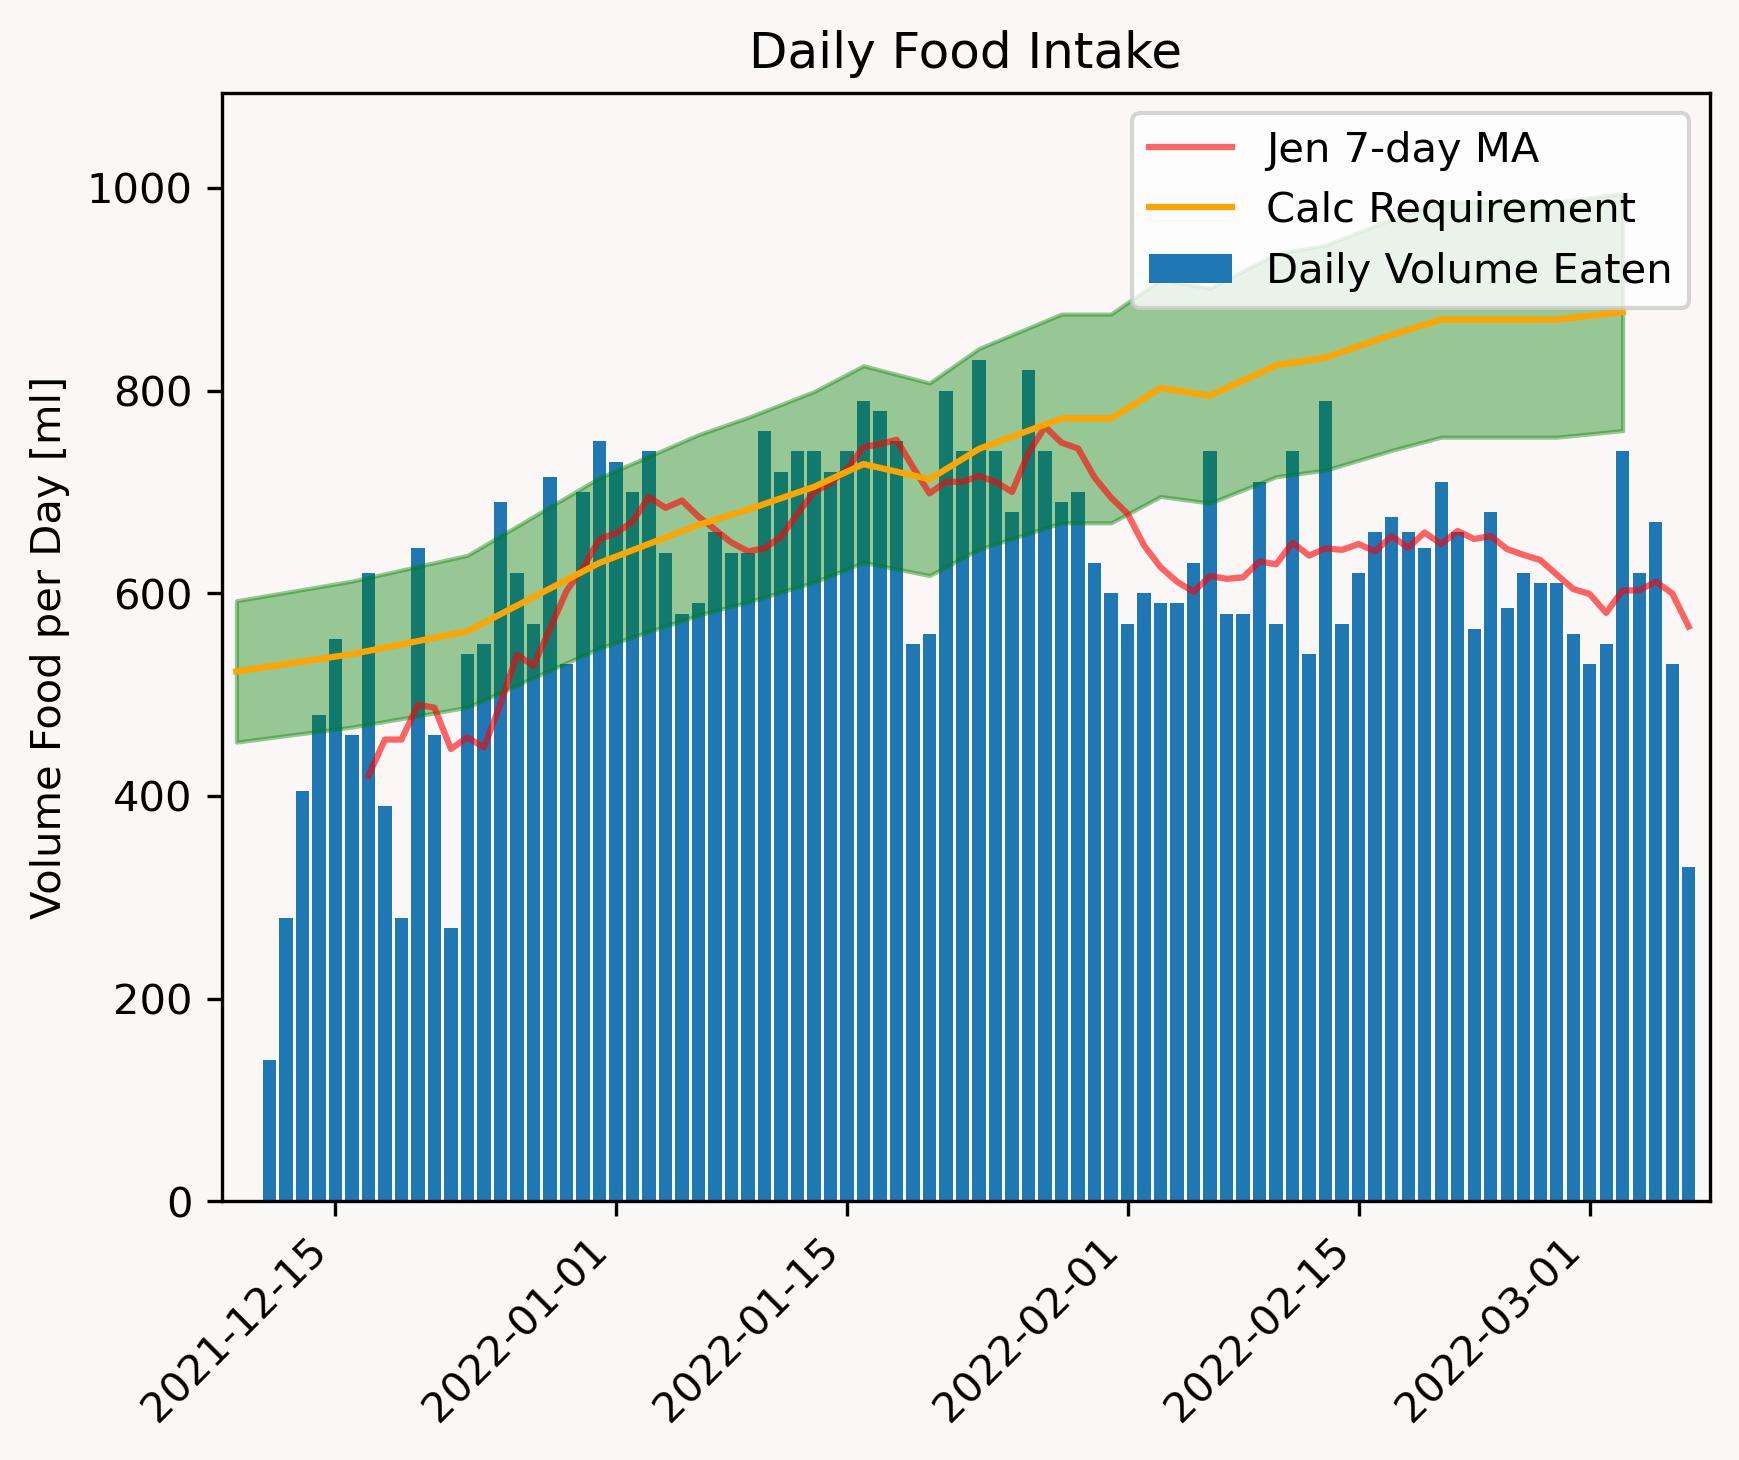 Daily Food Intake
Jen 7-day MA
Calc Requirement
Daily Volume Eaten
Volume Food per Day [ml]
1000
800
600
400
200
0
2021-12-15
2022-01-01
2022-01-15
2022-02-01
2022-02-15
2022-03-01